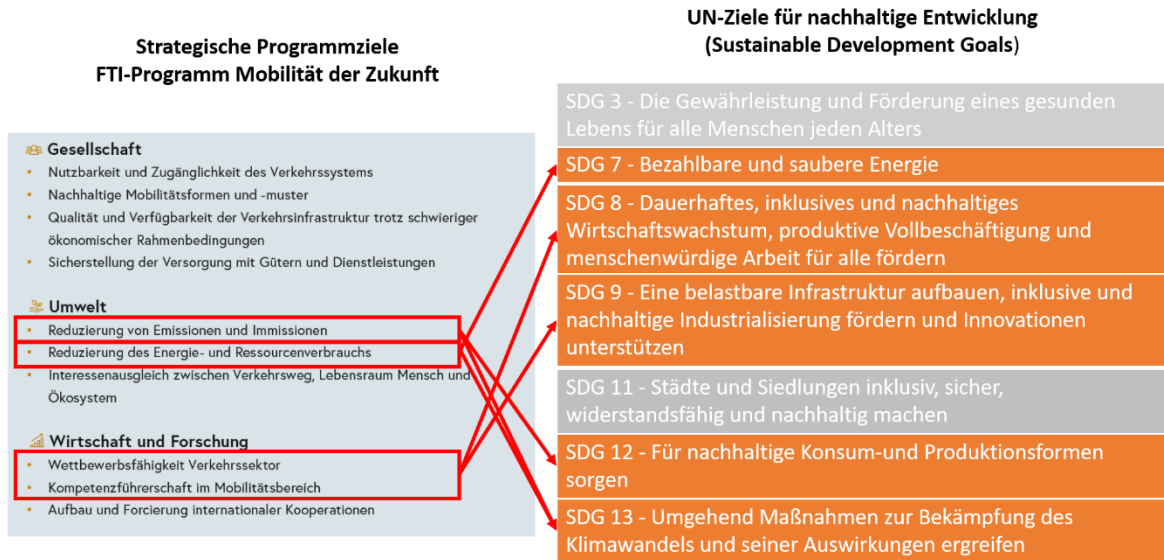 Strategische Programmziele
FTI-Programm Mobilität der Zukunft
Gesellschaft
• Nutzbarkeit und Zugänglichkeit des Verkehrssystems
• Nachhaltige Mobilitätsformen und -muster
• Qualität und Verfügbarkeit der Verkehrsinfrastruktur trotz schwieriger
ökonomischer Rahmenbedingungen
• Sicherstellung der Versorgung mit Gütern und Dienstleistungen
Umwelt
• Reduzierung von Emissionen und Immissionen
• Reduzierung des Energie- und Ressourcenverbrauchs
• Interessenausgleich zwischen Verkehrsweg, Lebensraum Mensch und
Ökosystem
Wirtschaft und Forschung
• Wettbewerbsfähigkeit Verkehrssektor
• Kompetenzführerschaft im Mobilitätsbereich
• Aufbau und Forcierung internationaler Kooperationen
UN-Ziele für nachhaltige Entwicklung
(Sustainable Development Goals)
SDG 3 - Die Gewährleistung und Förderung eines gesunden
Lebens für alle Menschen jeden Alters
SDG 7 - Bezahlbare und saubere Energie
SDG 8 - Dauerhaftes, inklusives und nachhaltiges
Wirtschaftswachstum, produktive Vollbeschäftigung und
menschenwürdige Arbeit für alle fördern
SDG 9 - Eine belastbare Infrastruktur aufbauen, inklusive und
nachhaltige Industrialisierung fördern und Innovationen
unterstützen
SDG 11 - Städte und Siedlungen inklusiv, sicher,
widerstandsfähig und nachhaltig machen
SDG 12 - Für nachhaltige Konsum-und Produktionsformen
sorgen
SDG 13 - Umgehend Maßnahmen zur Bekämpfung des
Klimawandels und seiner Auswirkungen ergreifen